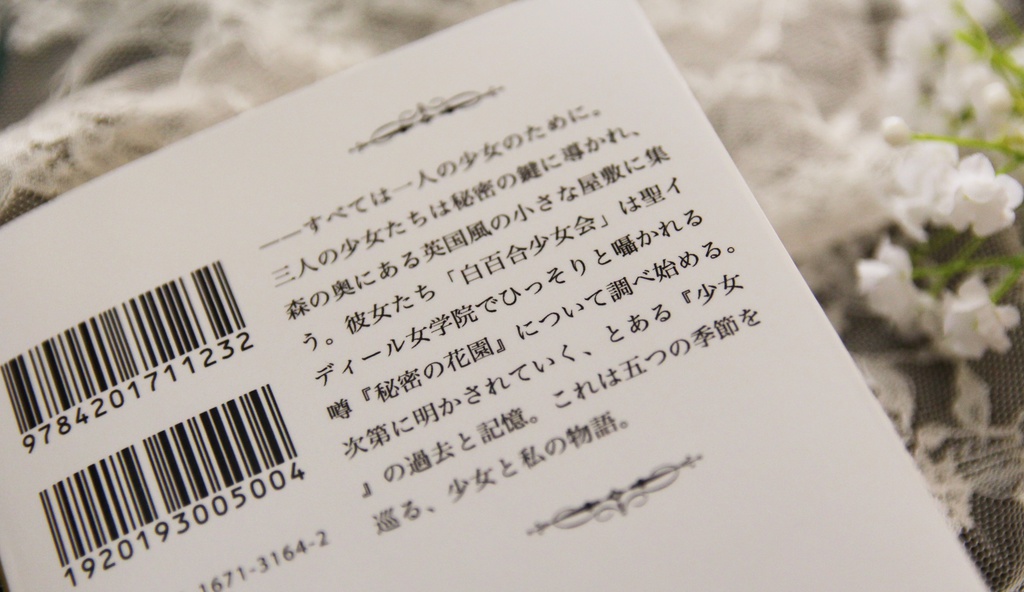 ――すべては一人の少女のために。
三人の少女たちは秘密の鍵に導かれ、
森の奥にある英国風の小さな屋敷に集
う。彼女たち「白百合少女会」は聖イ
ディール女学院でひっそりと囁かれる
噂『秘密の花園』について調べ始める。
次第に明かされていく、とある『少女
』の過去と記憶。これは五つの季節を
巡る、少女と私の物語。
9784201711232
1920193005004
1671-3164-2